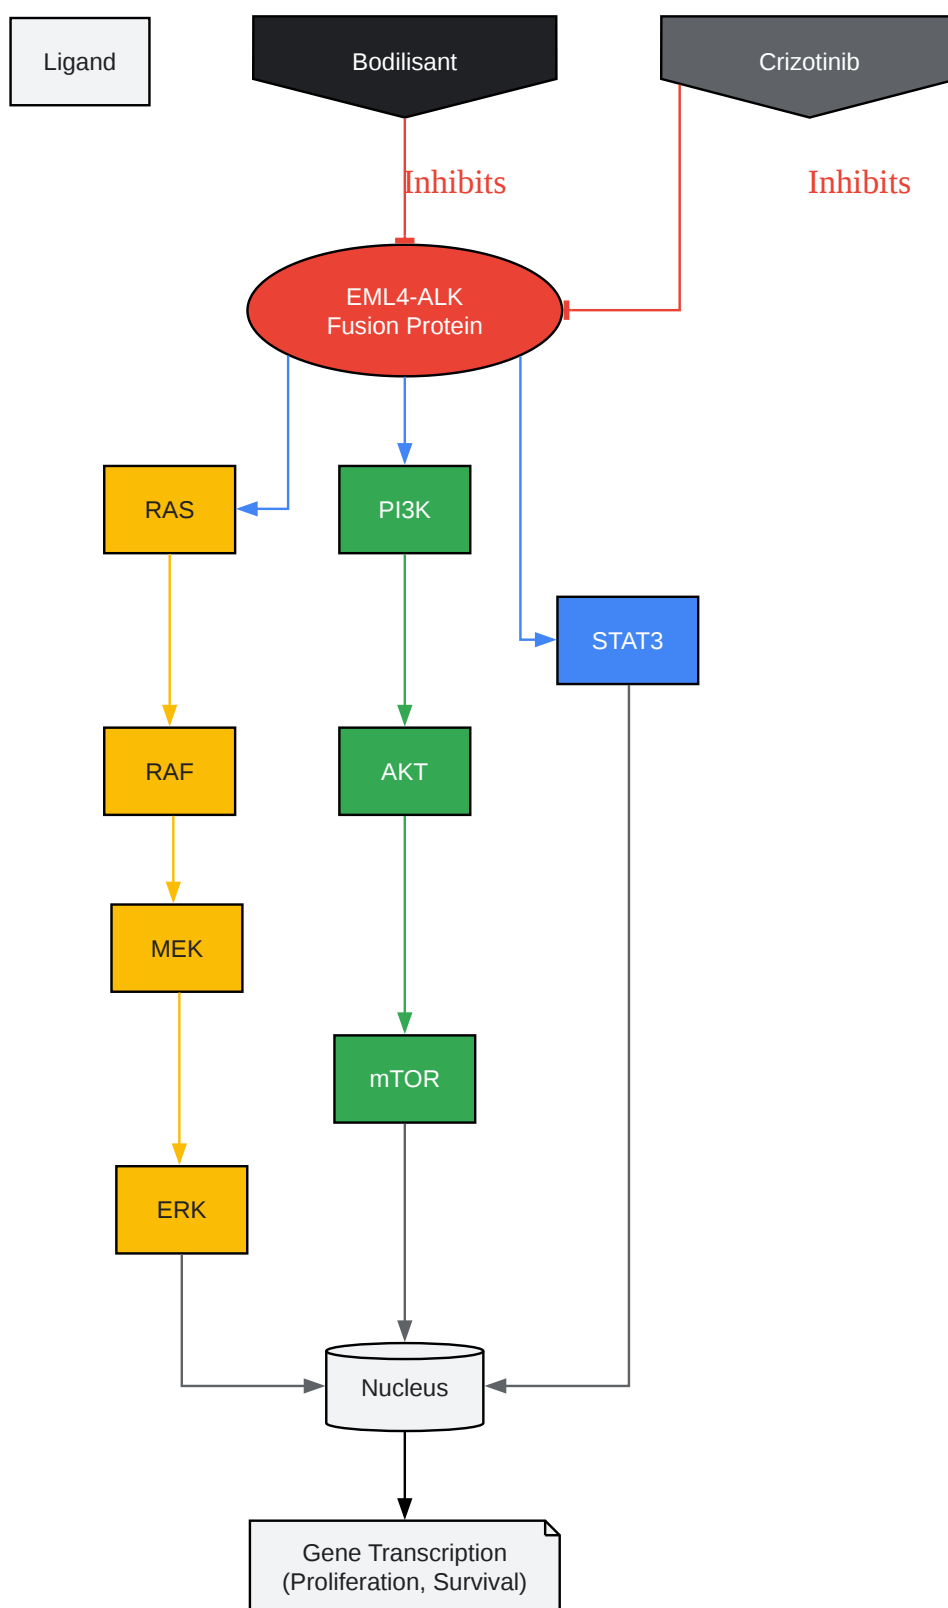 Ligand
Bodilisant
Crizotinib
Inhibits
Inhibits
EML4-ALK
Fusion Protein
RAS
PI3K
STAT3
RAF
AKT
MEK
mTOR
ERK
Nucleus
Gene Transcription
(Proliferation, Survival)